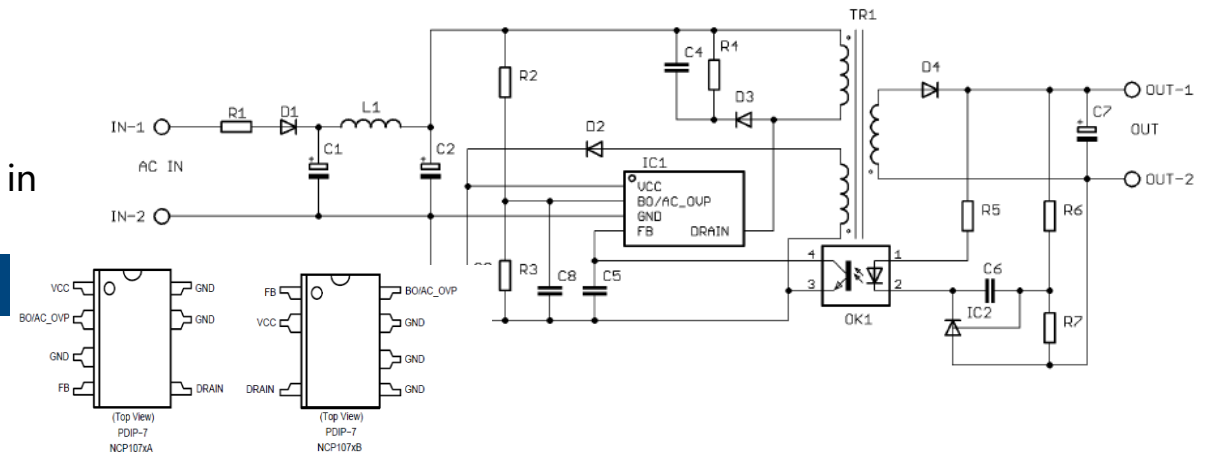 TR1
C4
R4
D4
R2
OUT-1
D3
L1
C7
R1
D1
IN-1
OUT
D2
C1
C2
AC IN
IC1
in
VCC
OUT-2
BO/AC_OVP
IN-2
GND
R5
R6
FB
DRAIN
4
1
R3
C8
C5
C6
3
2
IC2
OK1
R7
VCC
GND
BO/AC_OVP
GND
GND
FB
DRAIN
(Top View)
PDIP-7
NCP107xA
FB
BO/AC_OVP
VCC
GND
GND
DRAIN
GND
(Top View)
PDIP-7
NCP107xB